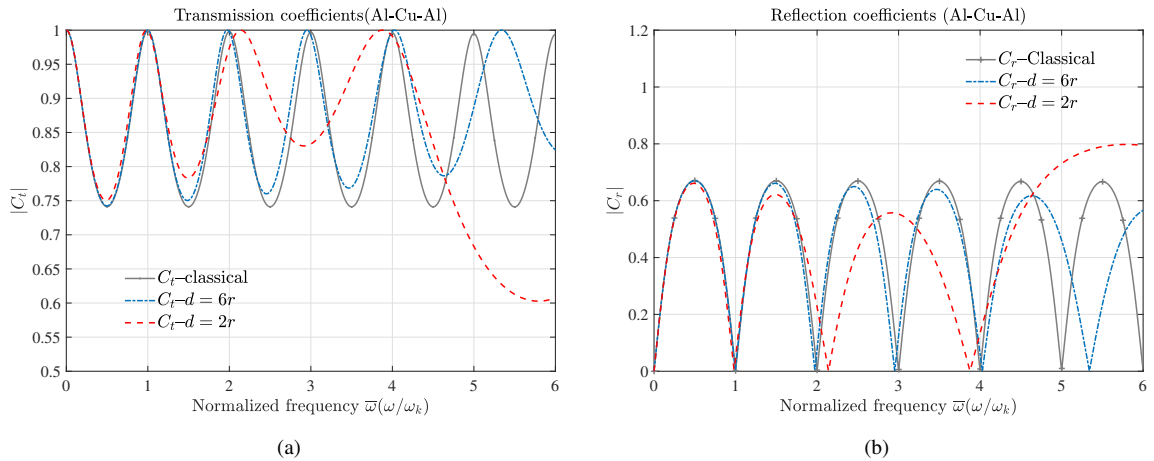 Transmission coefficients(Al-Cu-Al)
1
0.95
0.9
0.85
0.8
0.75
0.7
0.65
0.6
0.55
0.5
|C_t|
C_t–classical
C_t–d = 6r
C_t–d = 2r
0 1 2 3 4 5 6
Normalized frequency ω̅(ω/ω_k)
(a)
Reflection coefficients (Al-Cu-Al)
1.2
1
0.8
0.6
0.4
0.2
0
|C_r|
C_r–Classical
C_r–d = 6r
C_r–d = 2r
0 1 2 3 4 5 6
Normalized frequency ω̅(ω/ω_k)
(b)